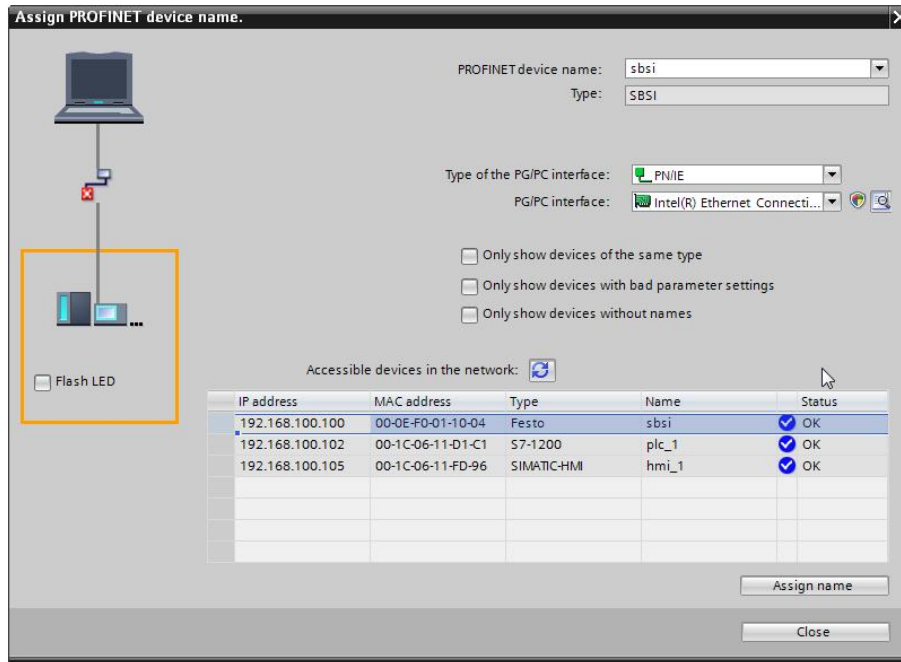 Assign PROFINET device name.
PROFINET device name: sbsi
Type: SBSI
Type of the PG/PC interface: PN/IE
PG/PC interface: Intel(R) Ethernet Connecti...
Only show devices of the same type
Only show devices with bad parameter settings
Only show devices without names
...
Flash LED
Accessible devices in the network:
IP address MAC address Type Name Status
192.168.100.100 00-0E-F0-01-10-04 Festo sbsi OK
192.168.100.102 00-1C-06-11-D1-C1 S7-1200 plc_1 OK
192.168.100.105 00-1C-06-11-FD-96 SIMATIC-HMI hmi_1 OK
Assign name
Close